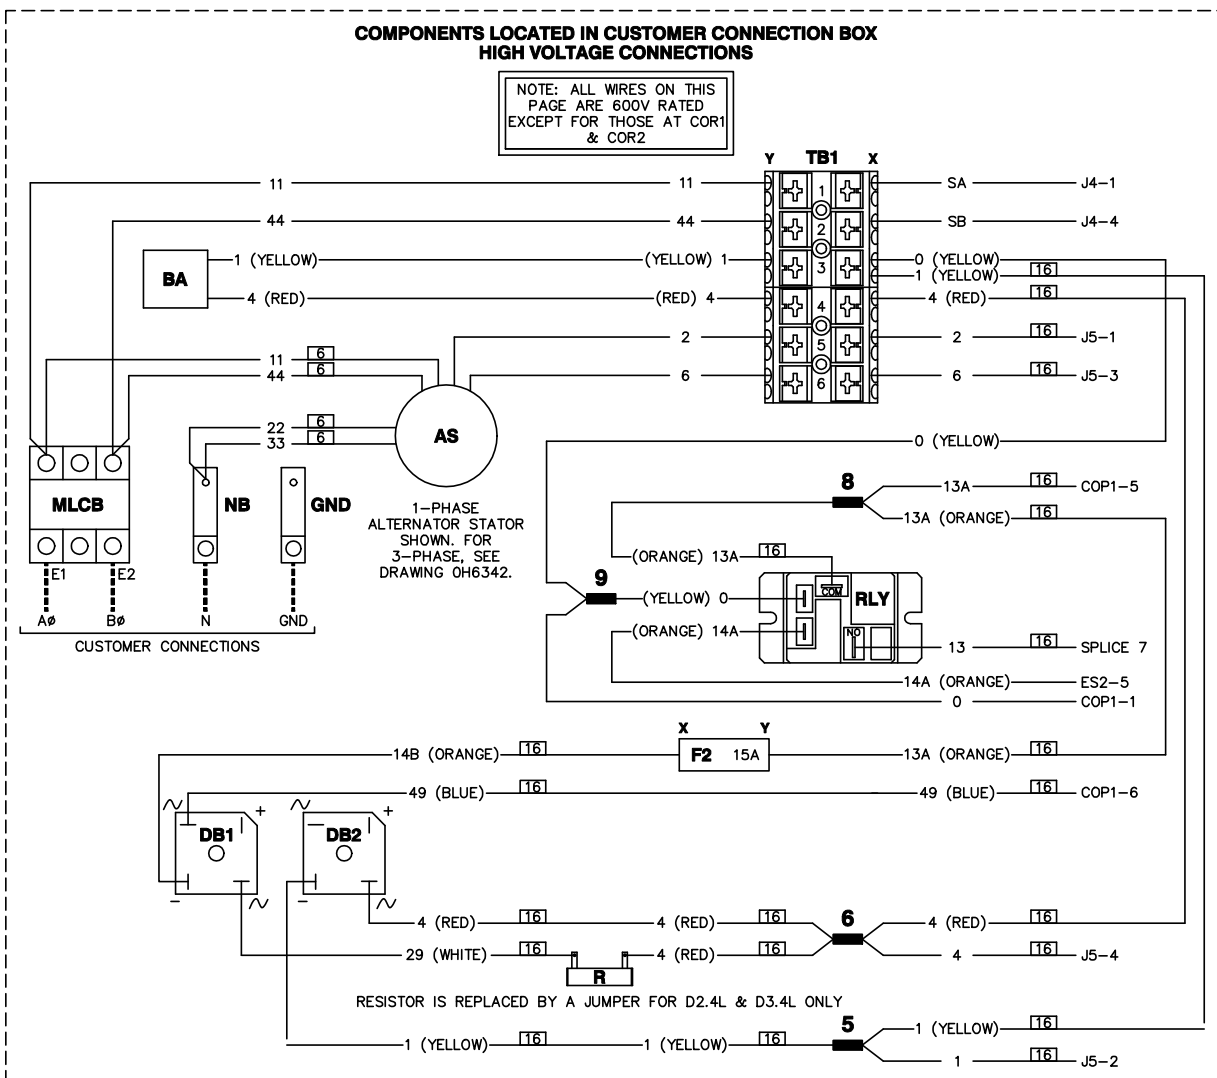 COMPONENTS LOCATED IN CUSTOMER CONNECTION BOX
HIGH VOLTAGE CONNECTIONS
NOTE: ALL WIRES ON THIS
PAGE ARE 600V RATED
EXCEPT FOR THOSE AT COR1
& COR2
Y TB1 X
11 11 1 SA J4-1
44 44 2 SB J4-4
BA 1 (YELLOW) (YELLOW) 1 3 0 (YELLOW)
1 (YELLOW) 16
4 (RED) (RED) 4 4 4 (RED) 16
2 5 2 16 J5-1
11 6
44 6 6 6 6 16 J5-3
22 6
33 6
AS
0 (YELLOW)
MLCB NB GND
1-PHASE
ALTERNATOR STATOR
SHOWN. FOR
3-PHASE, SEE
DRAWING 0H6342.
8 13A 16 COP1-5
13A (ORANGE) 16
(ORANGE) 13A 16
E1 E2
9 (YELLOW) 0 COM RLY
AØ BØ N GND
CUSTOMER CONNECTIONS
(ORANGE) 14A NO
13 16 SPLICE 7
14A (ORANGE) ES2-5
0 COP1-1
X Y
14B (ORANGE) 16 F2 15A 13A (ORANGE) 16
49 (BLUE) 16 49 (BLUE) 16 COP1-6
∿ + ∿ +
DB1 DB2
- ∿ - ∿
4 (RED) 16 4 (RED) 16 6 4 (RED) 16
29 (WHITE) 16 R 4 (RED) 16 4 16 J5-4
RESISTOR IS REPLACED BY A JUMPER FOR D2.4L & D3.4L ONLY
1 (YELLOW) 16 1 (YELLOW) 16 5 1 (YELLOW) 16
1 16 J5-2